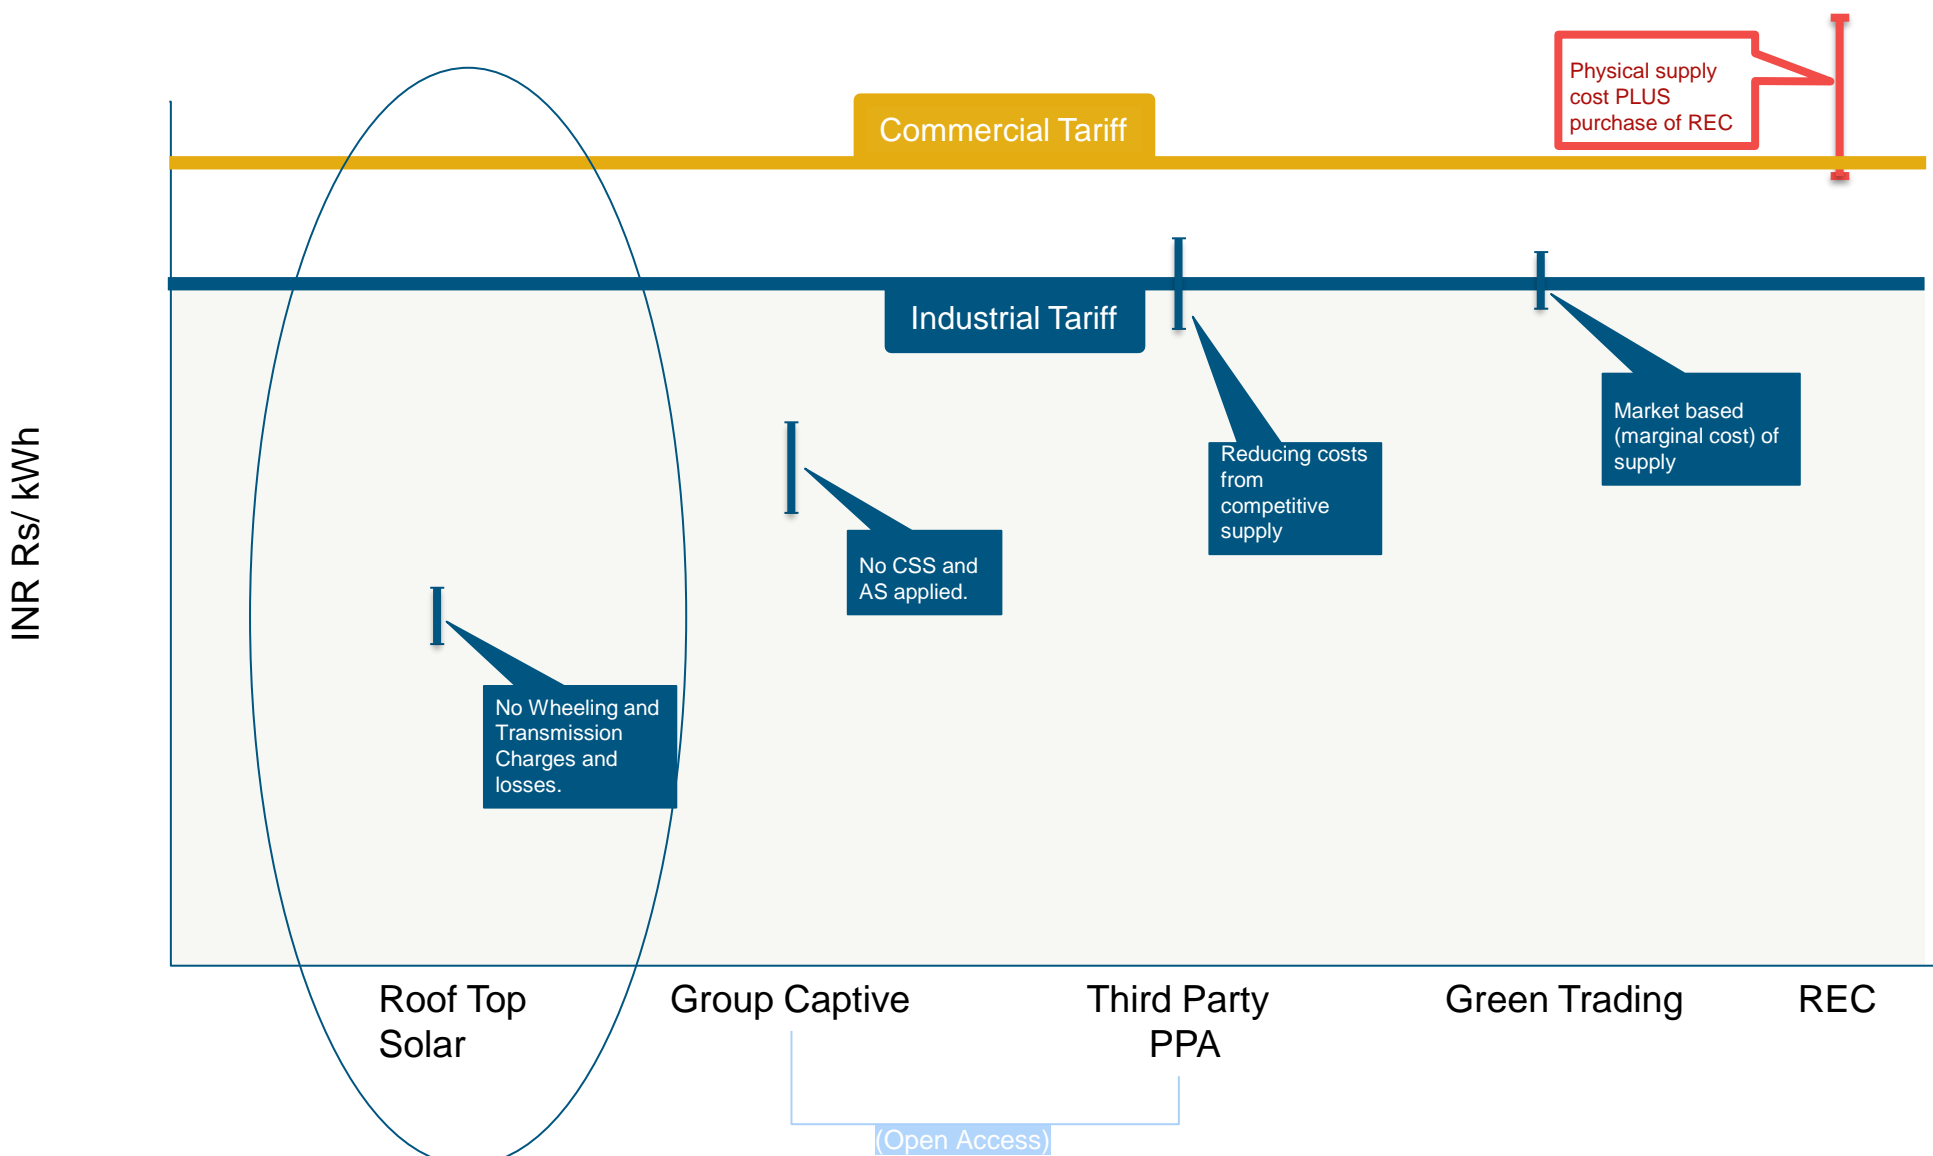 Physical supply
cost PLUS
purchase of REC
Commercial Tariff
Industrial Tariff
INR Rs/ kWh
Market based
(marginal cost) of
supply
Reducing costs
from
competitive
supply
No CSS and
AS applied.
No Wheeling and
Transmission
Charges and
losses.
Roof Top
Solar
Group Captive
Third Party
PPA
Green Trading
REC
(Open Access)